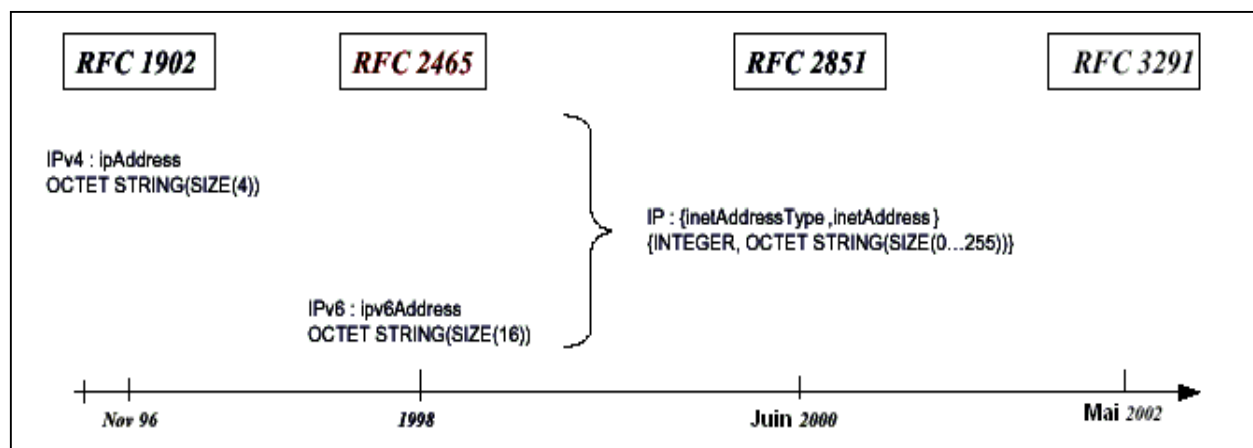 RFC 1902
RFC 2465
RFC 2851
RFC 3291
IPv4 : ipAddress
OCTET STRING(SIZE(4))
IP : {inetAddressType ,inetAddress }
{INTEGER, OCTET STRING(SIZE(0...255))}
IPv6 : ipv6Address
OCTET STRING(SIZE(16))
Nov 96
1998
Juin 2000
Mai 2002